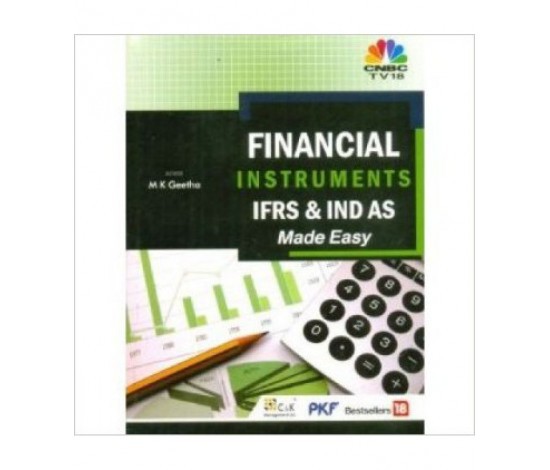 CNBC
TV18
FINANCIAL
INSTRUMENTS
IFRS & IND AS
Made Easy
M K Geetha
C&K
PKF
Bestsellers 18